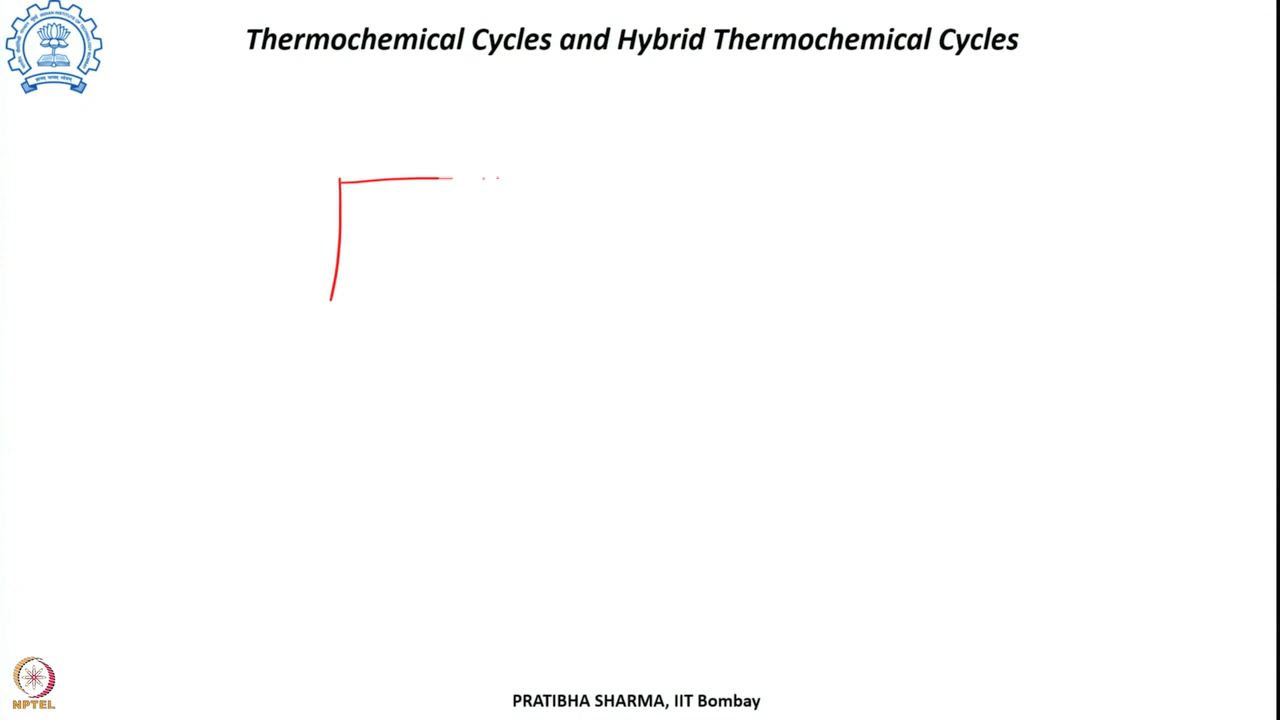 Thermochemical Cycles and Hybrid Thermochemical Cycles
NPTEL
PRATIBHA SHARMA, IIT Bombay